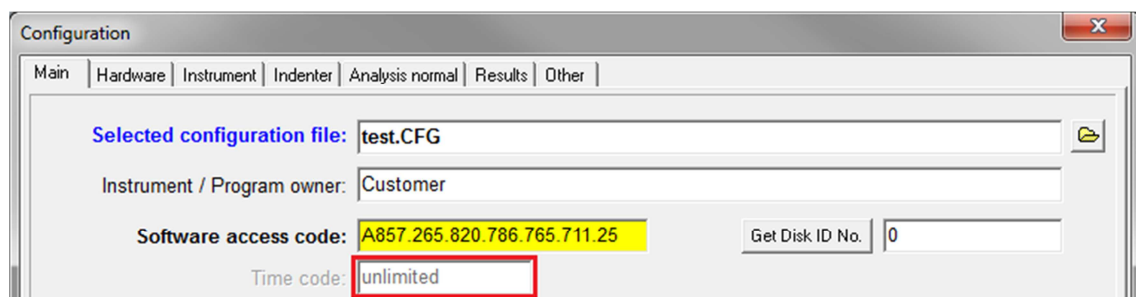 Configuration
Main Hardware Instrument Indenter Analysis normal Results Other
Selected configuration file: test.CFG
Instrument / Program owner: Customer
Software access code: A857.265.820.786.765.711.25 Get Disk ID No. 0
Time code: unlimited